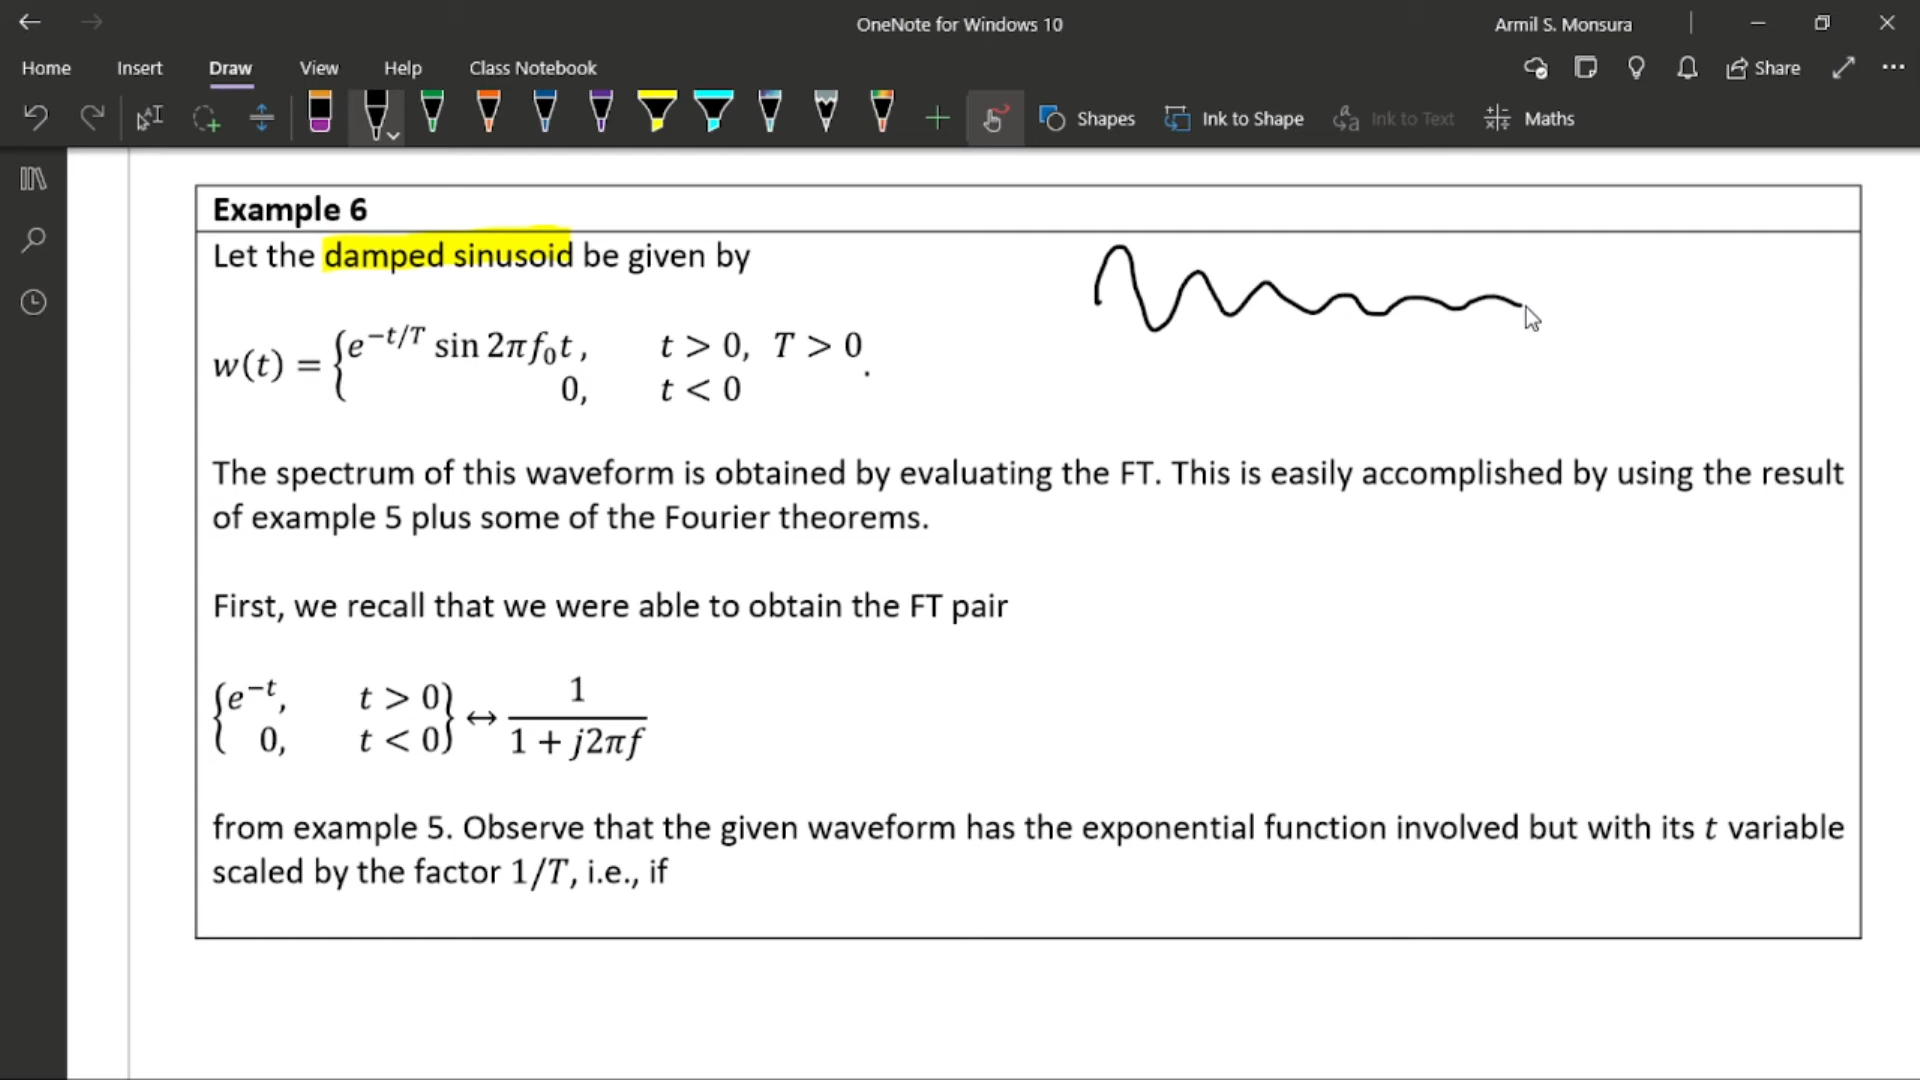 OneNote for Windows 10
Armil S. Monsura
Home Insert Draw View Help Class Notebook
Share
Shapes Ink to Shape Ink to Text Maths
Example 6
Let the damped sinusoid be given by
w(t) = { e^{-t/T} sin 2πf₀t, t > 0, T > 0
0, t < 0 .
The spectrum of this waveform is obtained by evaluating the FT. This is easily accomplished by using the result
of example 5 plus some of the Fourier theorems.
First, we recall that we were able to obtain the FT pair
{ e^{-t}, t > 0
0, t < 0 } ↔ 1 / (1 + j2πf)
from example 5. Observe that the given waveform has the exponential function involved but with its t variable
scaled by the factor 1/T, i.e., if